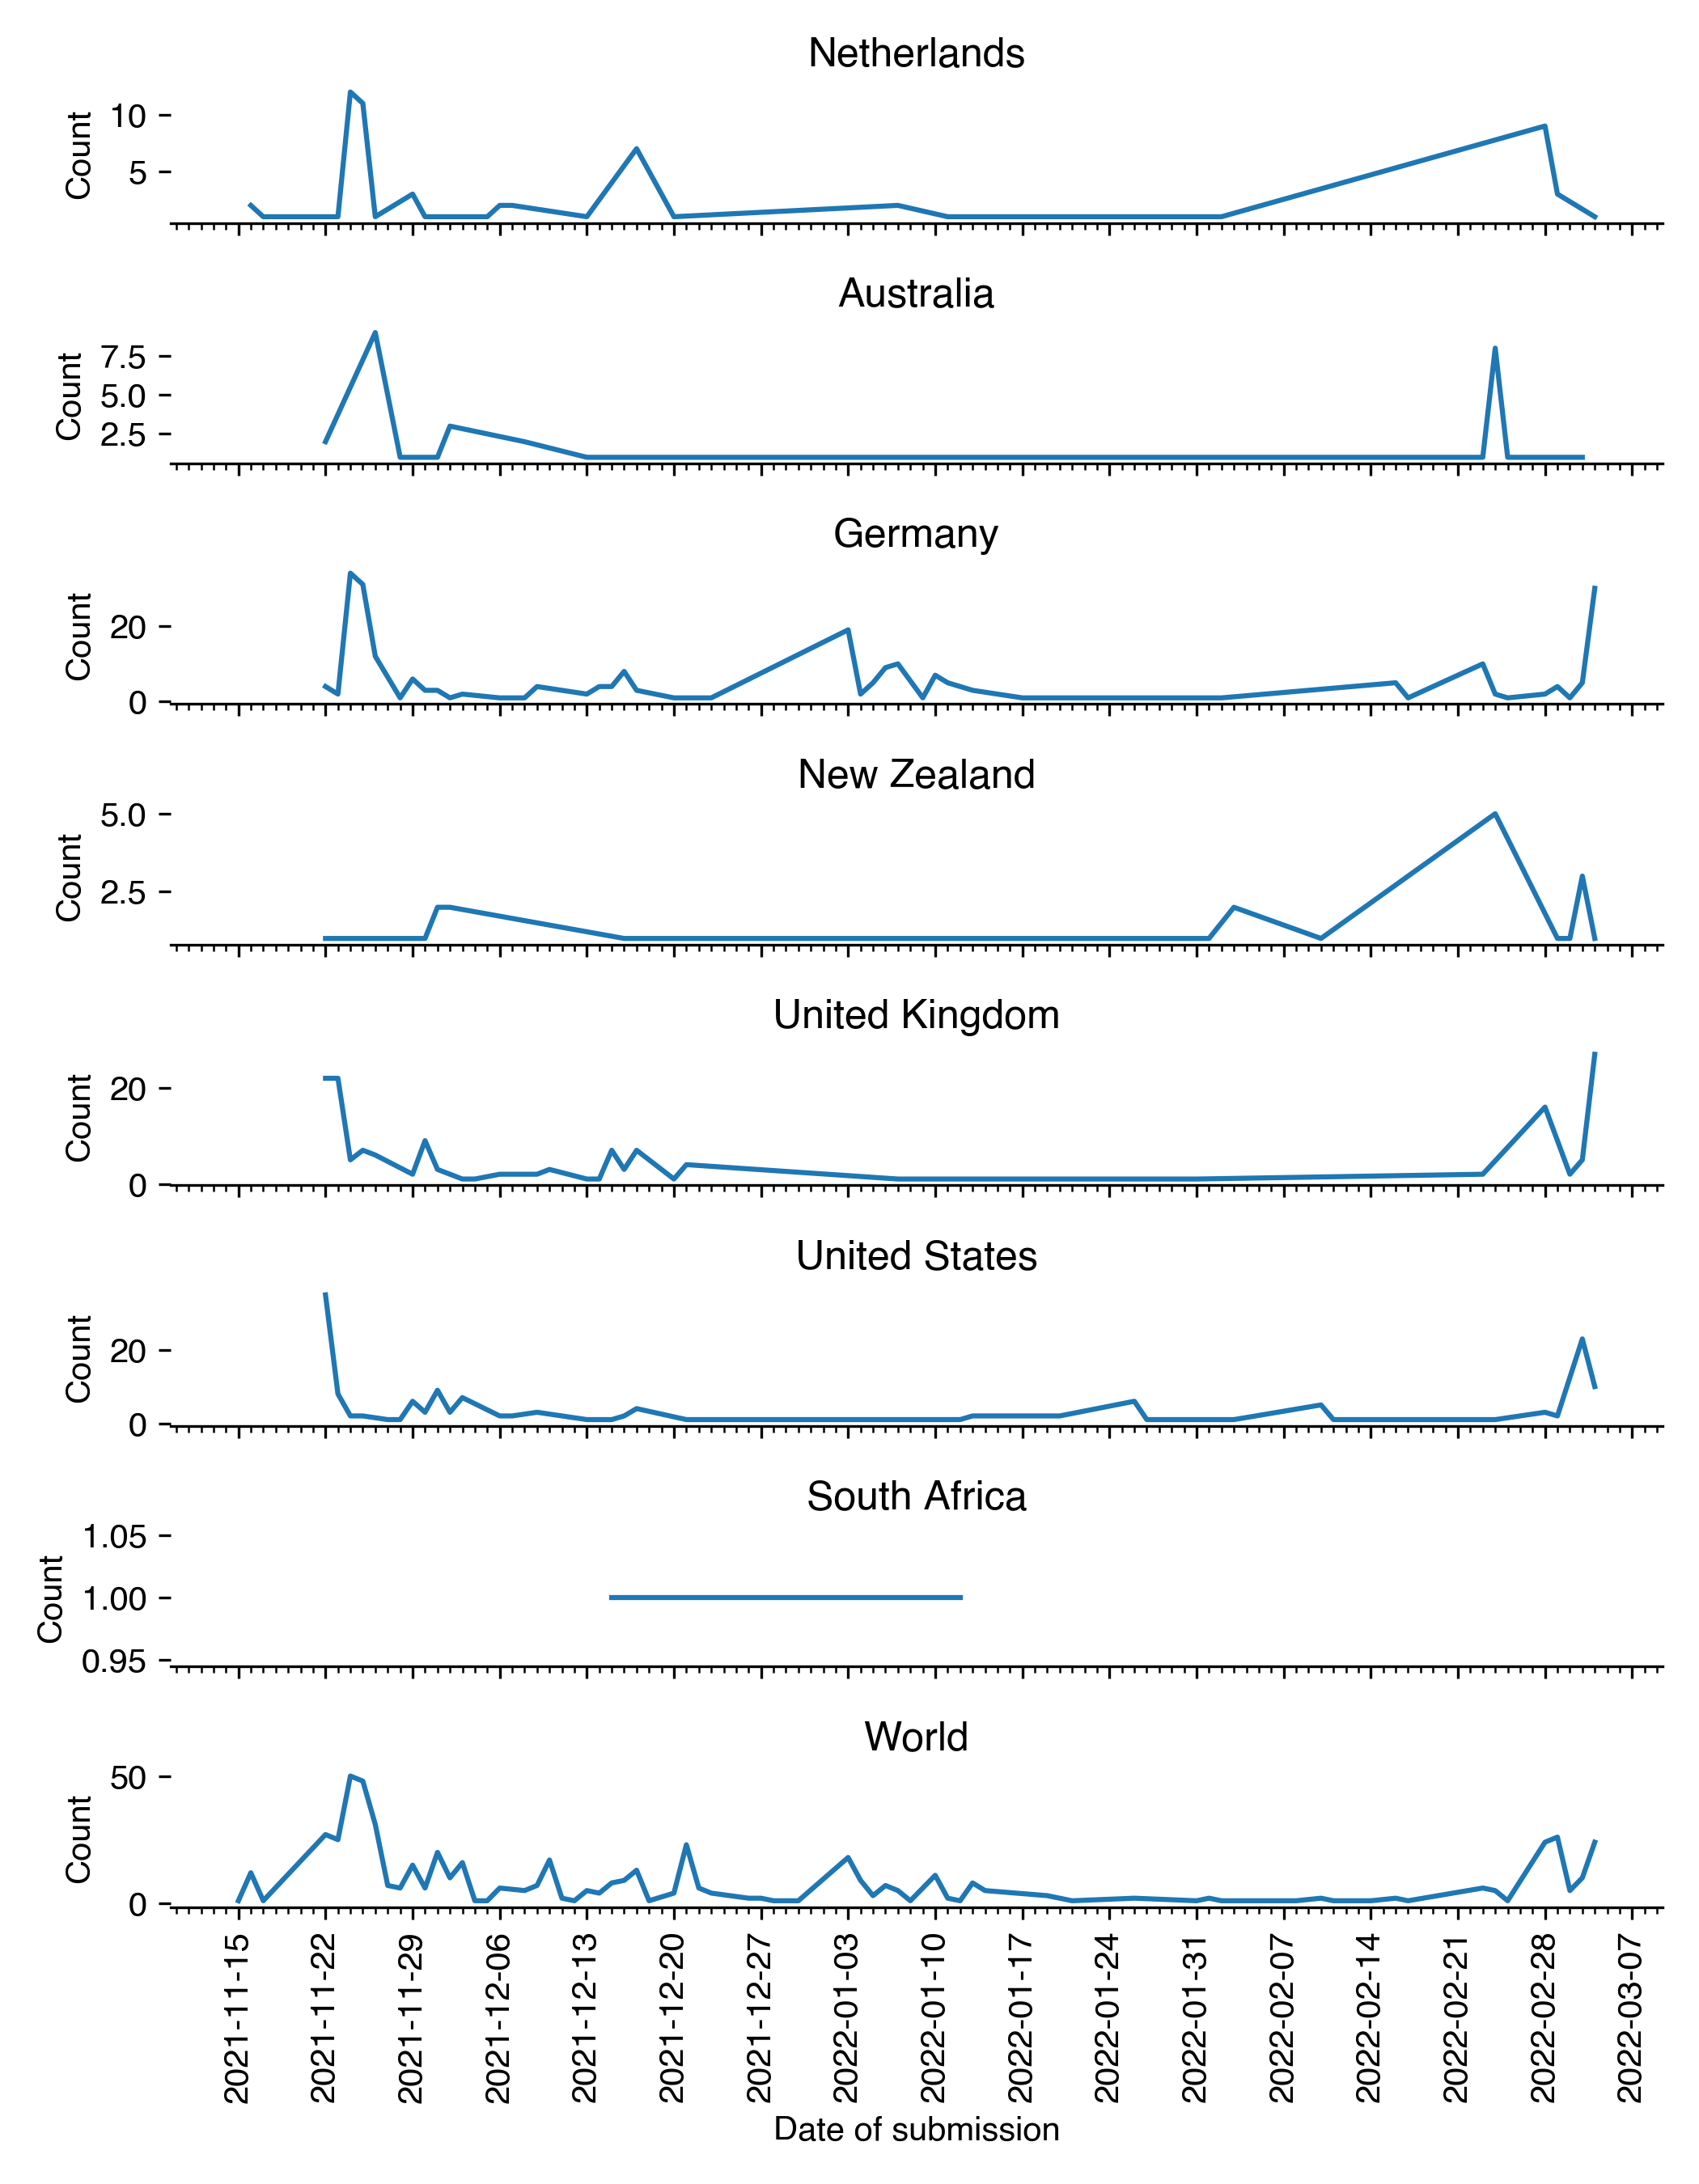 Netherlands
Count
10
5
Australia
Count
7.5
5.0
2.5
Germany
Count
20
0
New Zealand
Count
5.0
2.5
United Kingdom
Count
20
0
United States
Count
20
0
South Africa
Count
1.05
1.00
0.95
World
Count
50
0
2021-11-15
2021-11-22
2021-11-29
2021-12-06
2021-12-13
2021-12-20
2021-12-27
2022-01-03
2022-01-10
2022-01-17
2022-01-24
2022-01-31
2022-02-07
2022-02-14
2022-02-21
2022-02-28
2022-03-07
Date of submission